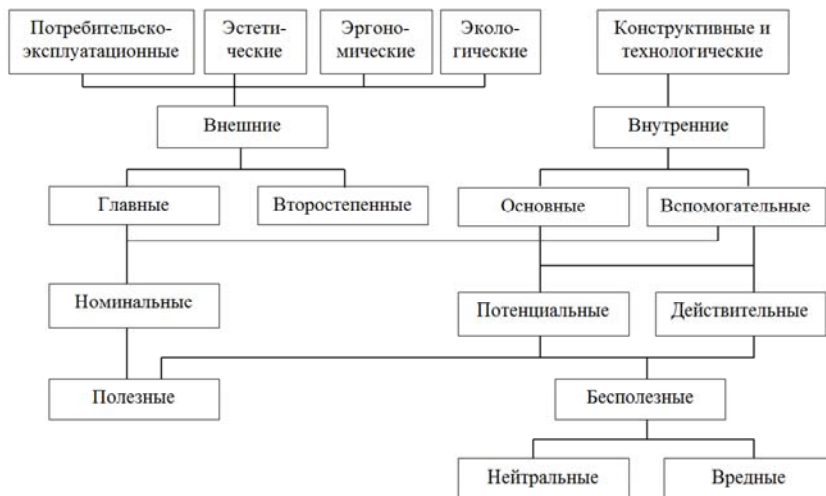 Потребительско-
эксплуатационные
Эстети-
ческие
Эргоно-
мические
Эколо-
гические
Конструктивные и
технологические
Внешние
Внутренние
Главные
Второстепенные
Основные
Вспомогательные
Номинальные
Потенциальные
Действительные
Полезные
Бесполезные
Нейтральные
Вредные